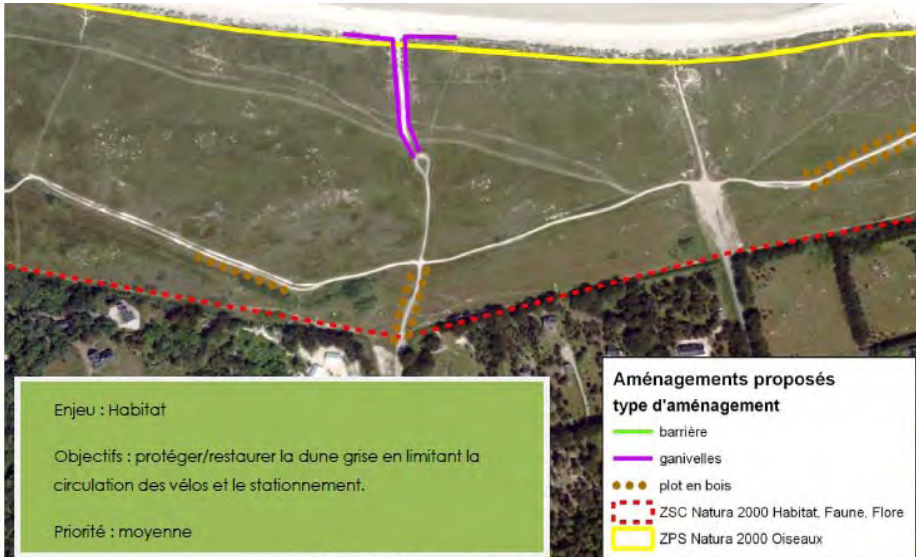 Enjeu : Habitat
Objectifs : protéger/restaurer la dune grise en limitant la
circulation des vélos et le stationnement.
Priorité : moyenne
Aménagements proposés
type d'aménagement
barrière
ganivelles
plot en bois
ZSC Natura 2000 Habitat, Faune, Flore
ZPS Natura 2000 Oiseaux